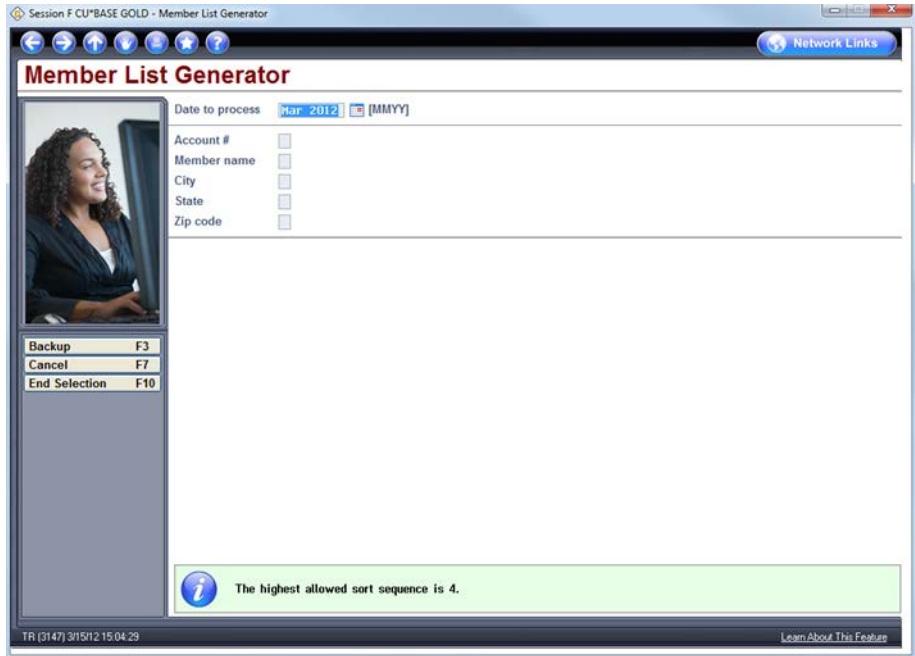 Session F CU*BASE GOLD - Member List Generator
Network Links
Member List Generator
Date to process Mar 2012 [MMYY]
Account #
Member name
City
State
Zip code
Backup F3
Cancel F7
End Selection F10
The highest allowed sort sequence is 4.
TR (3147) 3/15/12 15:04:29
Learn About This Feature